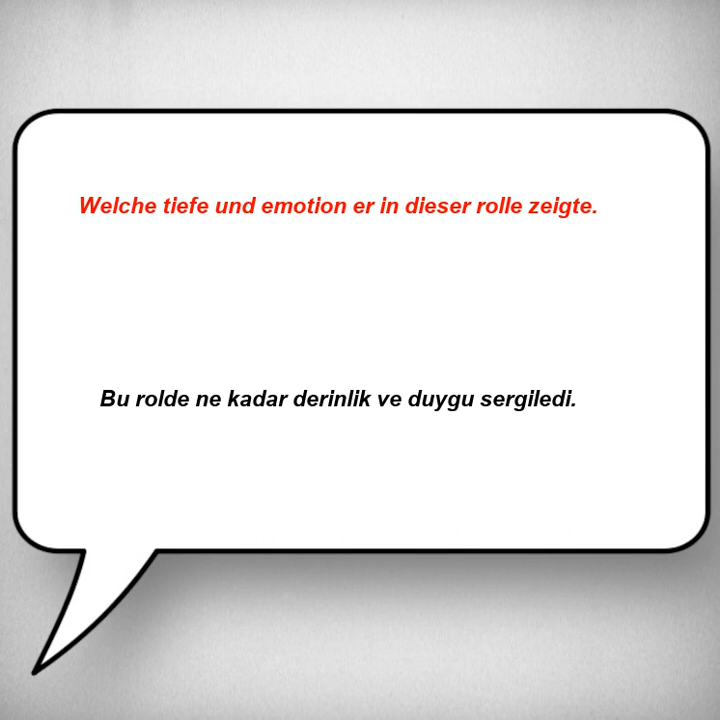 Welche tiefe und emotion er in dieser rolle zeigte.
Bu rolde ne kadar derinlik ve duygu sergiledi.